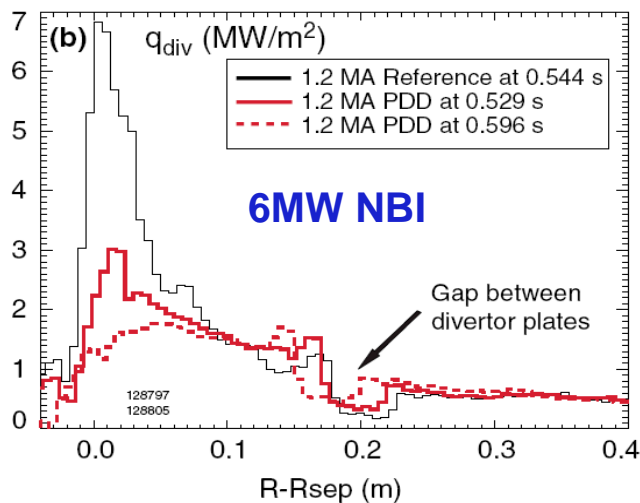 (b) q_div (MW/m²)
1.2 MA Reference at 0.544 s
1.2 MA PDD at 0.529 s
1.2 MA PDD at 0.596 s
6MW NBI
Gap between
divertor plates
128797
128805
7
6
5
4
3
2
1
0
0.0 0.1 0.2 0.3 0.4
R-Rsep (m)